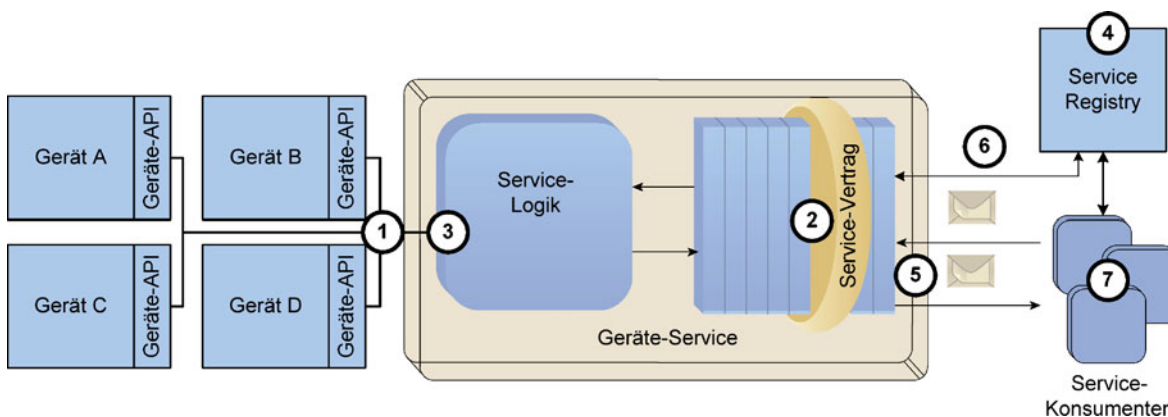 4
Service
Registry
Gerät A
Geräte-API
Gerät B
Geräte-API
Service-
Logik
Service-Vertrag
6
1
3
2
Gerät C
Geräte-API
Gerät D
Geräte-API
5
7
Geräte-Service
Service-
Konsumenten